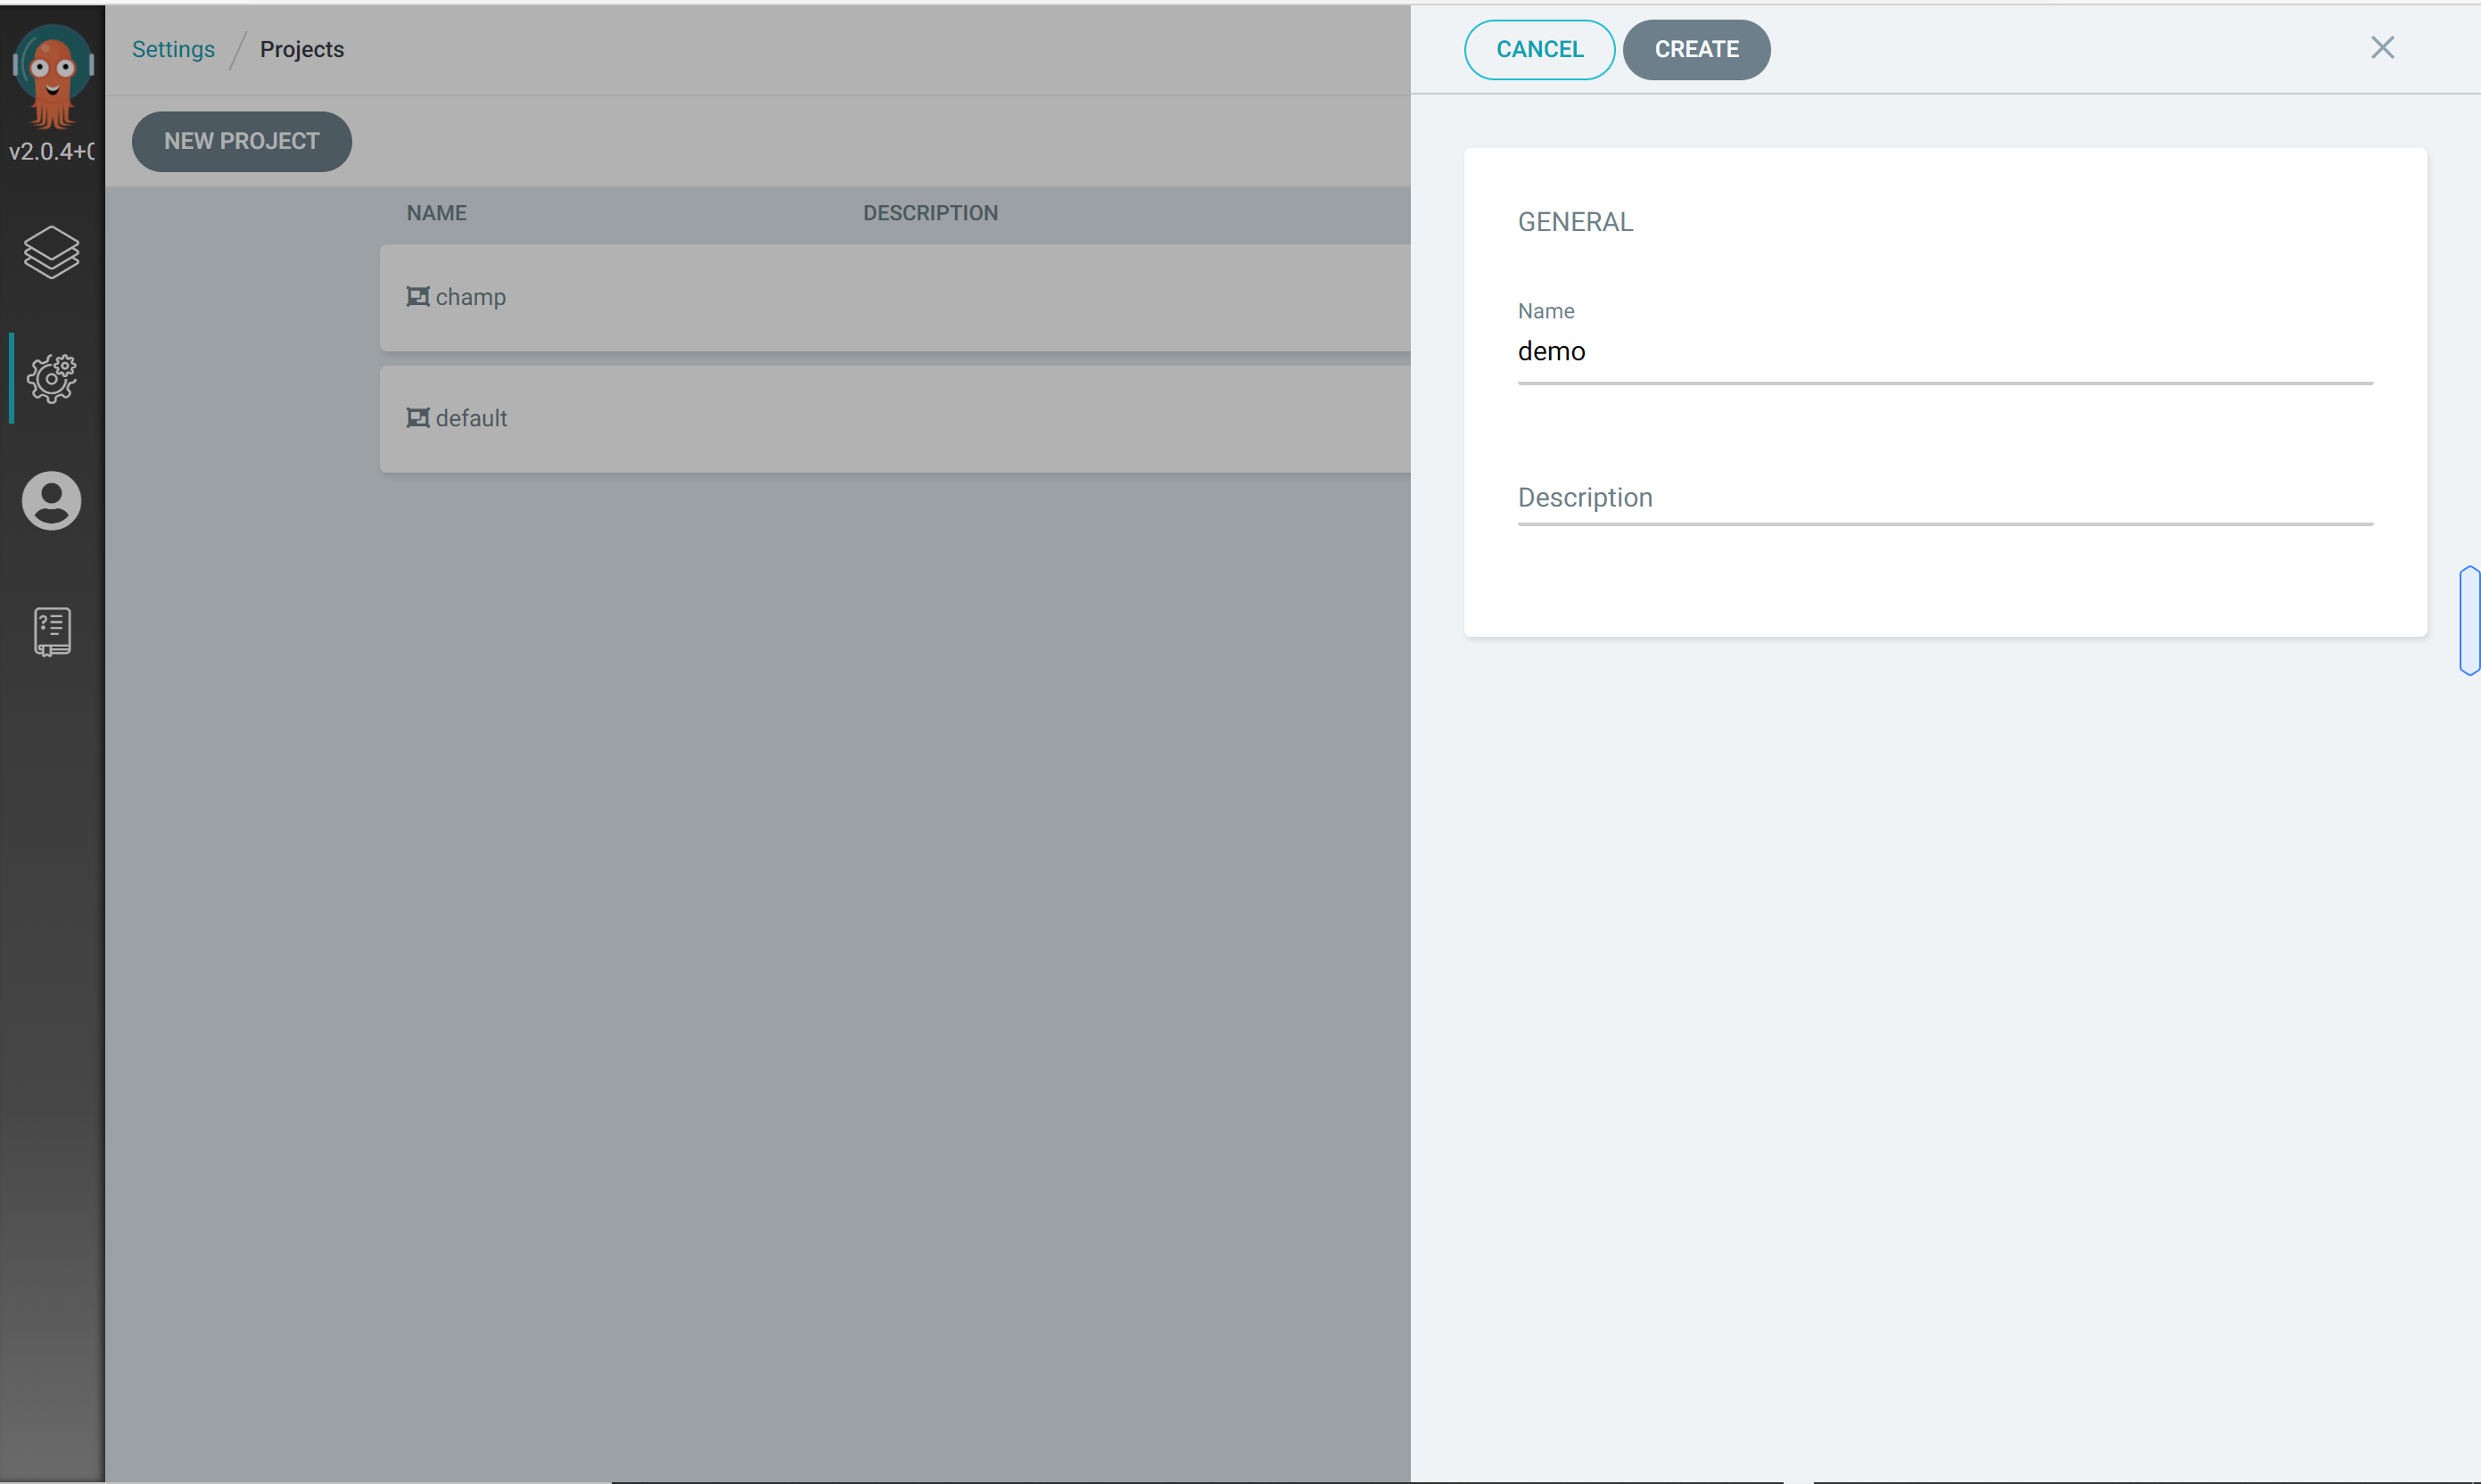 v2.0.4+
Settings / Projects
NEW PROJECT
NAME DESCRIPTION
champ
default
CANCEL CREATE
GENERAL
Name
demo
Description